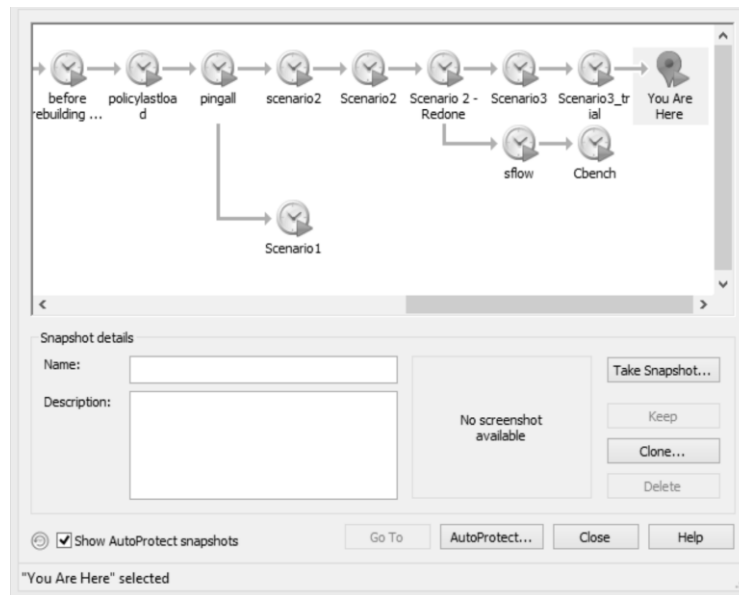 before
rebuilding ...
policylastloa
d
pingall
scenario2
Scenario2
Scenario 2 -
Redone
Scenario3
Scenario3_tr
ial
You Are
Here
sflow
Cbench
Scenario1
Snapshot details
Name:
Description:
No screenshot
available
Take Snapshot...
Keep
Clone...
Delete
Show AutoProtect snapshots
Go To
AutoProtect...
Close
Help
"You Are Here" selected